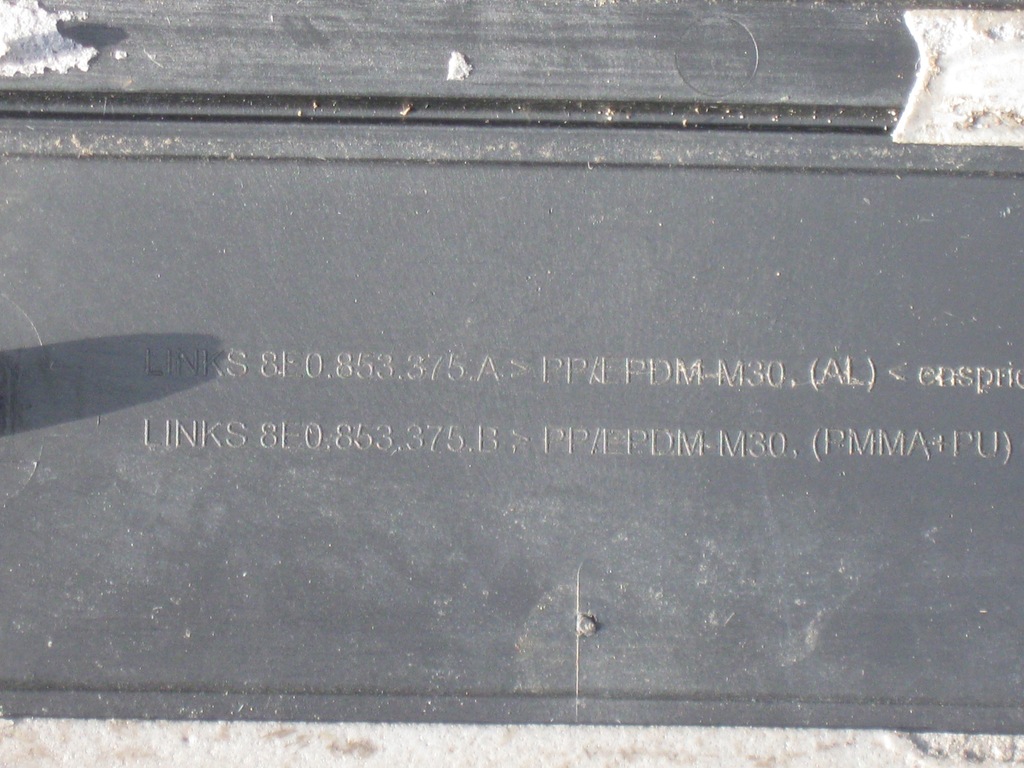 LINKS 8E0.853.375.A > PP/EPDM-M30. (AL) <
LINKS 8E0.853.375.B > PP/EPDM-M30. (PMMA+PU)